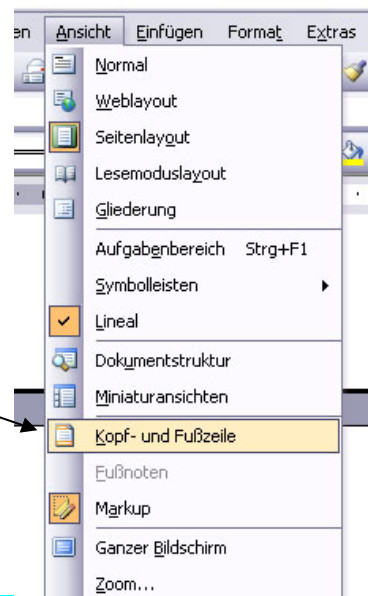 en Ansicht Einfügen Format Extras
Normal
Weblayout
Seitenlayout
Lesemoduslayout
Gliederung
Aufgabenbereich Strg+F1
Symbolleisten
Lineal
Dokumentstruktur
Miniaturansichten
Kopf- und Fußzeile
Fußnoten
Markup
Ganzer Bildschirm
Zoom...